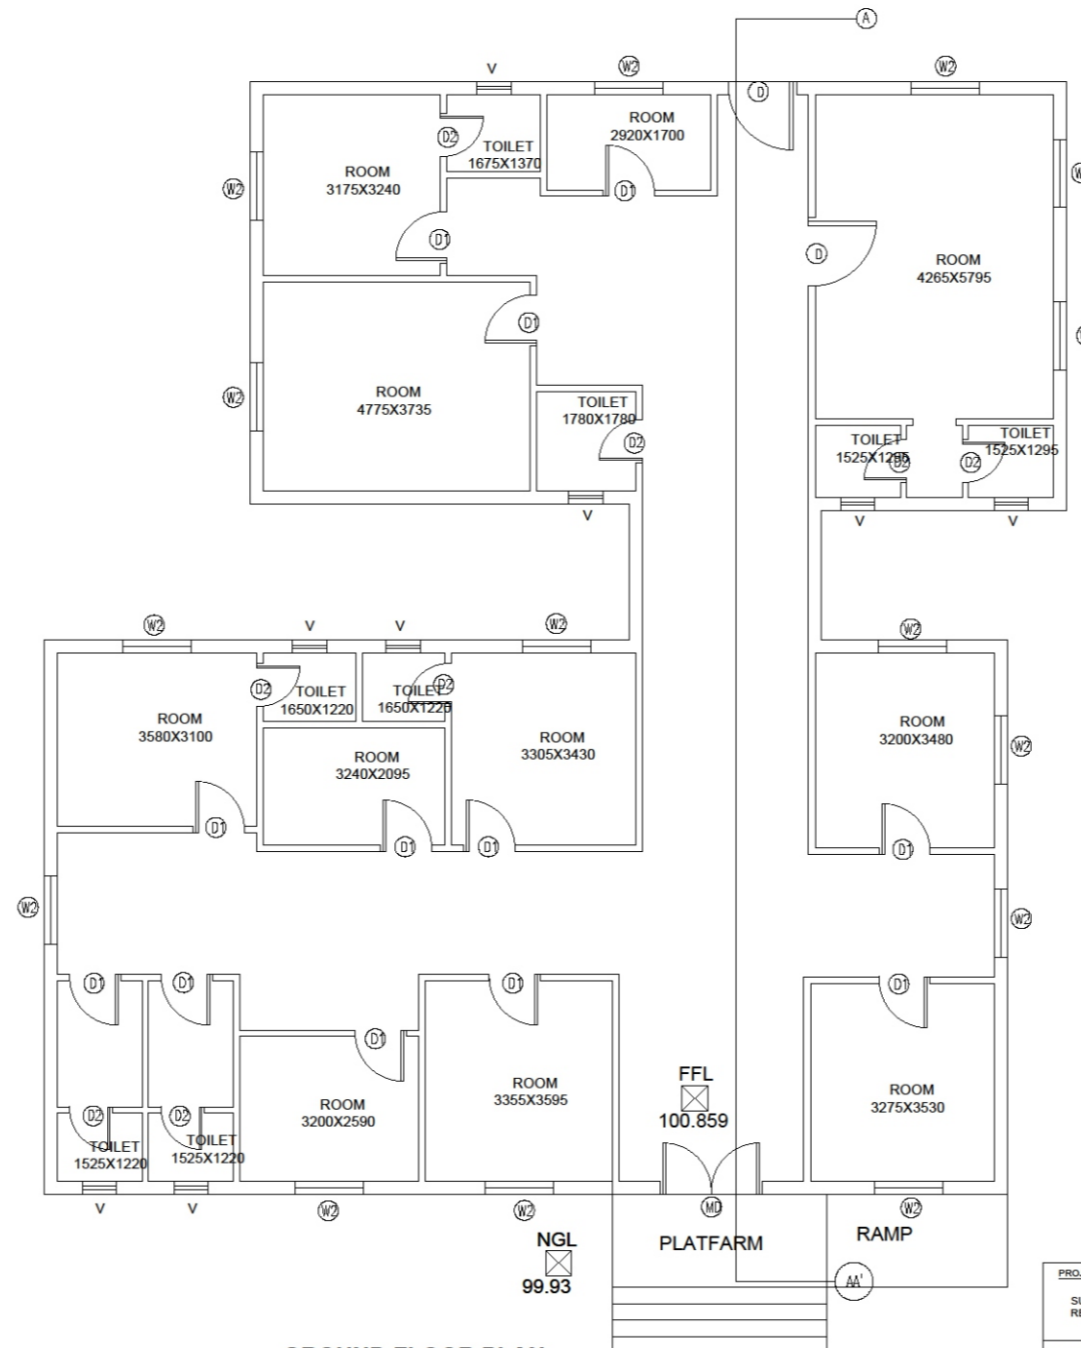 A
V
W2
W2
D
ROOM
2920X1700
D2
TOILET
1675X1370
ROOM
3175X3240
W2
D1
D1
D
ROOM
4265X5795
D1
ROOM
4775X3735
W2
TOILET
1780X1780
D2
TOILET
1525X1295
D2
D2
TOILET
1525X1295
V
V
V
W2
V
V
W2
W2
D2
TOILET
1650X1220
TOILET
1650X1220
D2
ROOM
3580X3100
ROOM
3240X2095
ROOM
3305X3430
ROOM
3200X3480
W2
D1
D1
D1
D1
W2
W2
D1
D1
D1
D1
D1
ROOM
3200X2590
ROOM
3355X3595
FFL
100.859
ROOM
3275X3530
D2
D2
TOILET
1525X1220
TOILET
1525X1220
V
V
W2
W2
MD
W2
NGL
99.93
PLATFARM
RAMP
AA'
GROUND FLOOR PLAN